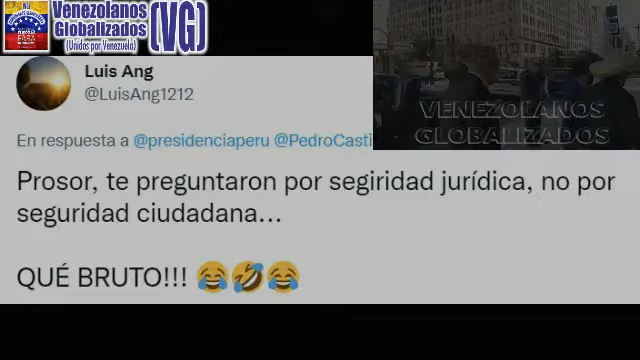 Venezolanos
Globalizados
(Unidos por Venezuela)
(VG)
VENEZOLANOS
GLOBALIZADOS
Luis Ang
@LuisAng1212
En respuesta a @presidenciaperu @PedroCasti
Prosor, te preguntaron por segiridad jurídica, no por
seguridad ciudadana...
QUÉ BRUTO!!! 😂🤣😂